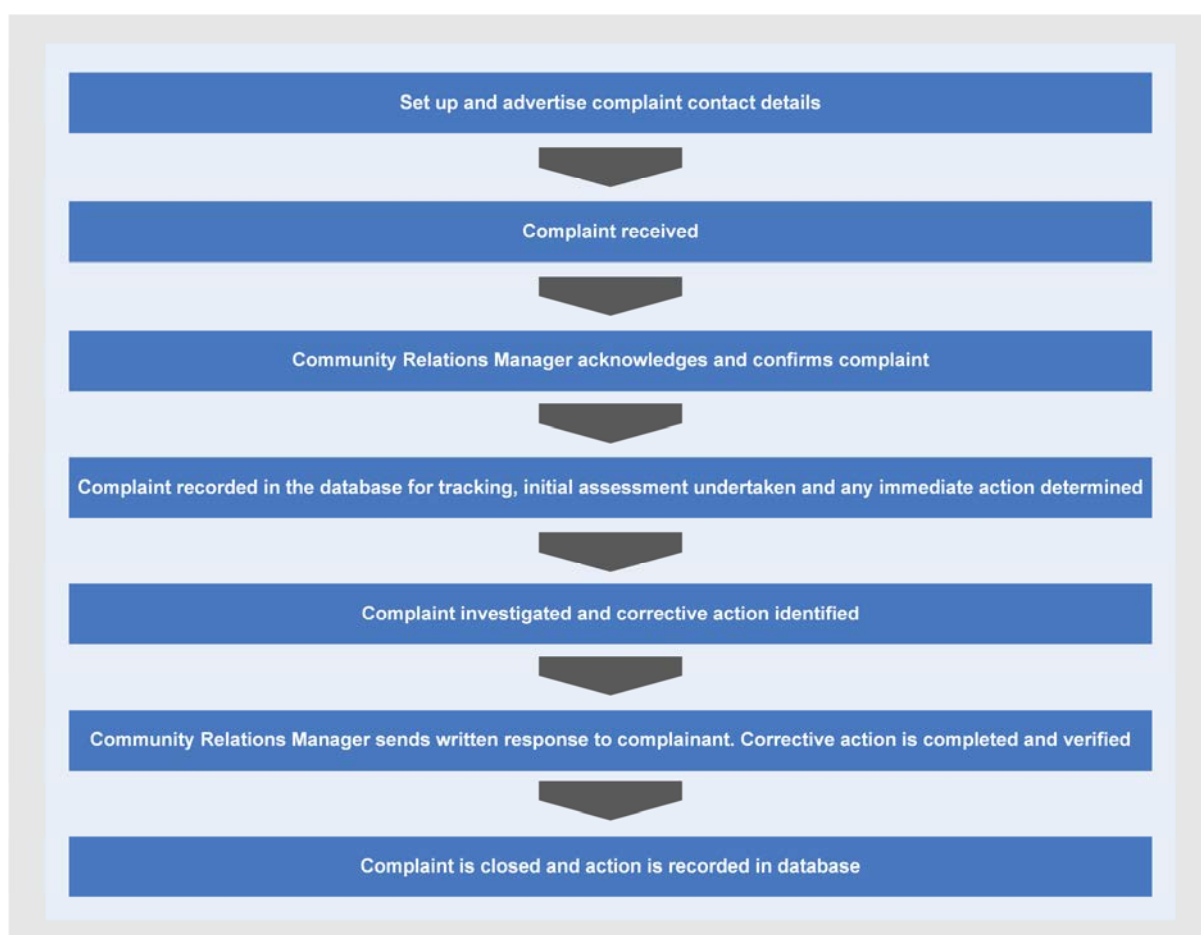 Set up and advertise complaint contact details
Complaint received
Community Relations Manager acknowledges and confirms complaint
Complaint recorded in the database for tracking, initial assessment undertaken and any immediate action determined
Complaint investigated and corrective action identified
Community Relations Manager sends written response to complainant. Corrective action is completed and verified
Complaint is closed and action is recorded in database